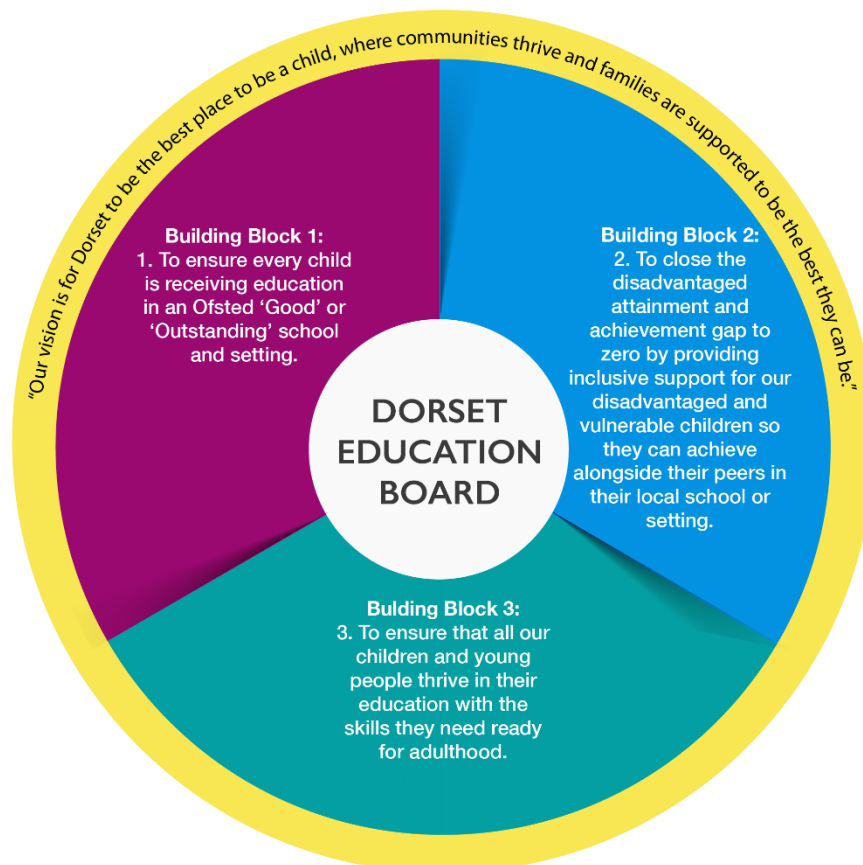 “Our vision is for Dorset to be the best place to be a child, where communities thrive and families are supported to be the best they can be.”
Building Block 1:
1. To ensure every child
is receiving education
in an Ofsted ‘Good’ or
‘Outstanding’ school
and setting.
Building Block 2:
2. To close the
disadvantaged
attainment and
achievement gap to
zero by providing
inclusive support for our
disadvantaged and
vulnerable children so
they can achieve
alongside their peers in
their local school or
setting.
DORSET
EDUCATION
BOARD
Bulding Block 3:
3. To ensure that all our
children and young
people thrive in their
education with the
skills they need ready
for adulthood.